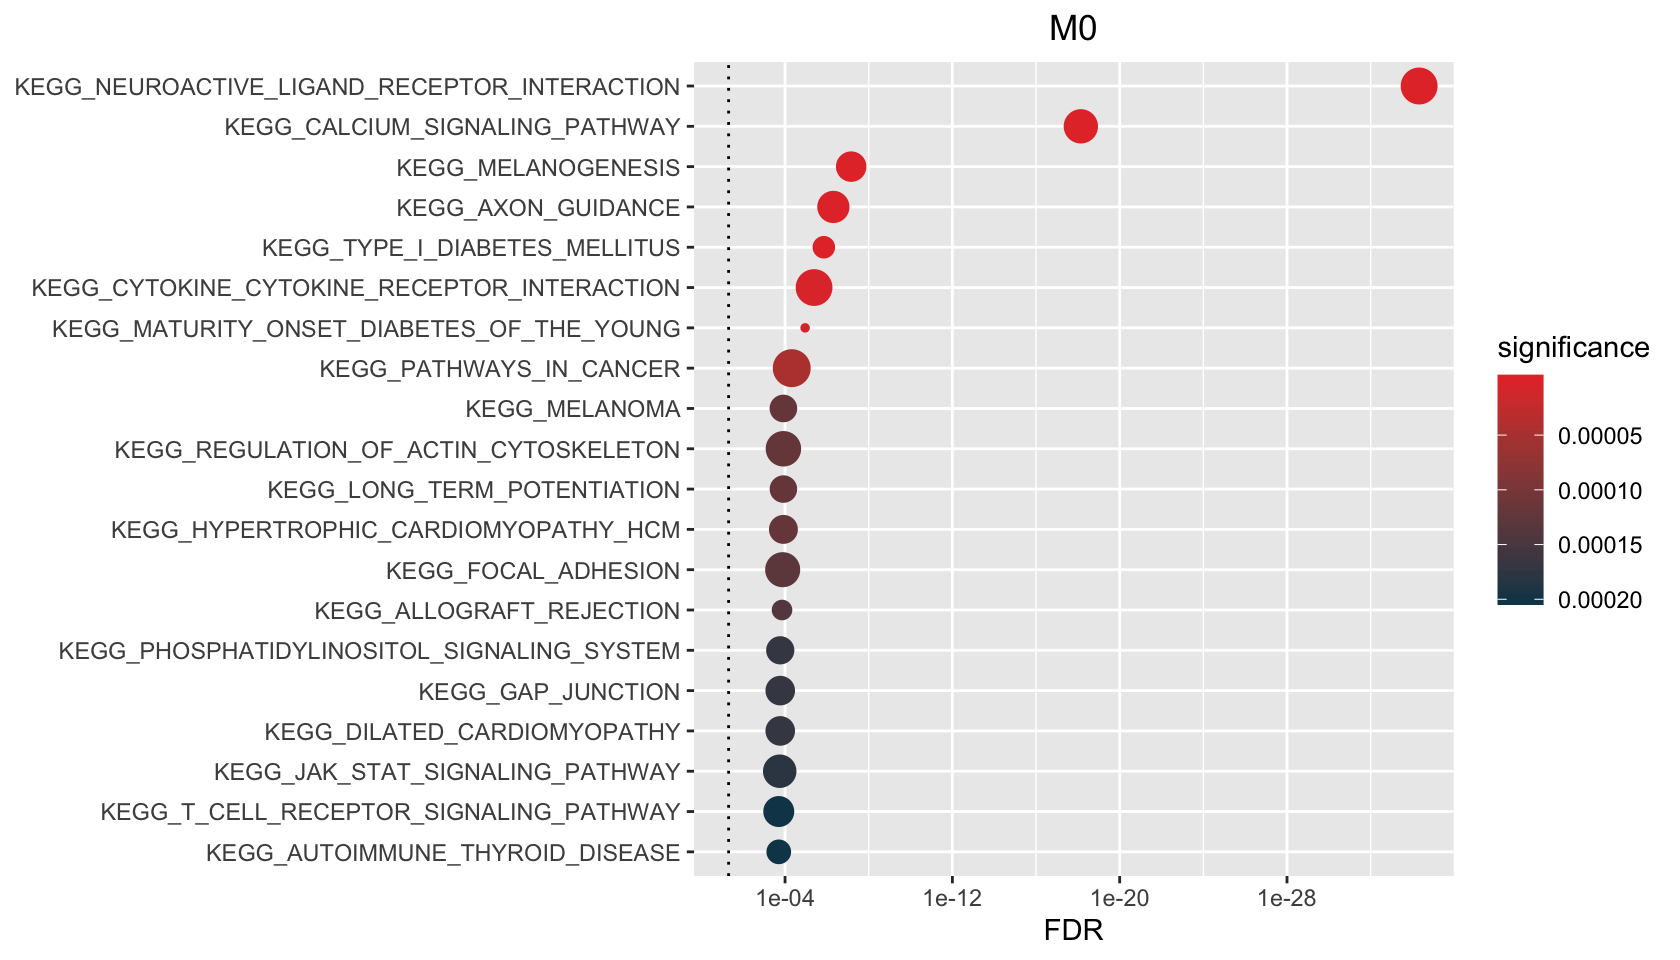 M0
KEGG_NEUROACTIVE_LIGAND_RECEPTOR_INTERACTION
KEGG_CALCIUM_SIGNALING_PATHWAY
KEGG_MELANOGENESIS
KEGG_AXON_GUIDANCE
KEGG_TYPE_I_DIABETES_MELLITUS
KEGG_CYTOKINE_CYTOKINE_RECEPTOR_INTERACTION
KEGG_MATURITY_ONSET_DIABETES_OF_THE_YOUNG
KEGG_PATHWAYS_IN_CANCER
KEGG_MELANOMA
KEGG_REGULATION_OF_ACTIN_CYTOSKELETON
KEGG_LONG_TERM_POTENTIATION
KEGG_HYPERTROPHIC_CARDIOMYOPATHY_HCM
KEGG_FOCAL_ADHESION
KEGG_ALLOGRAFT_REJECTION
KEGG_PHOSPHATIDYLINOSITOL_SIGNALING_SYSTEM
KEGG_GAP_JUNCTION
KEGG_DILATED_CARDIOMYOPATHY
KEGG_JAK_STAT_SIGNALING_PATHWAY
KEGG_T_CELL_RECEPTOR_SIGNALING_PATHWAY
KEGG_AUTOIMMUNE_THYROID_DISEASE
1e-04 1e-12 1e-20 1e-28
FDR
significance
0.00005
0.00010
0.00015
0.00020